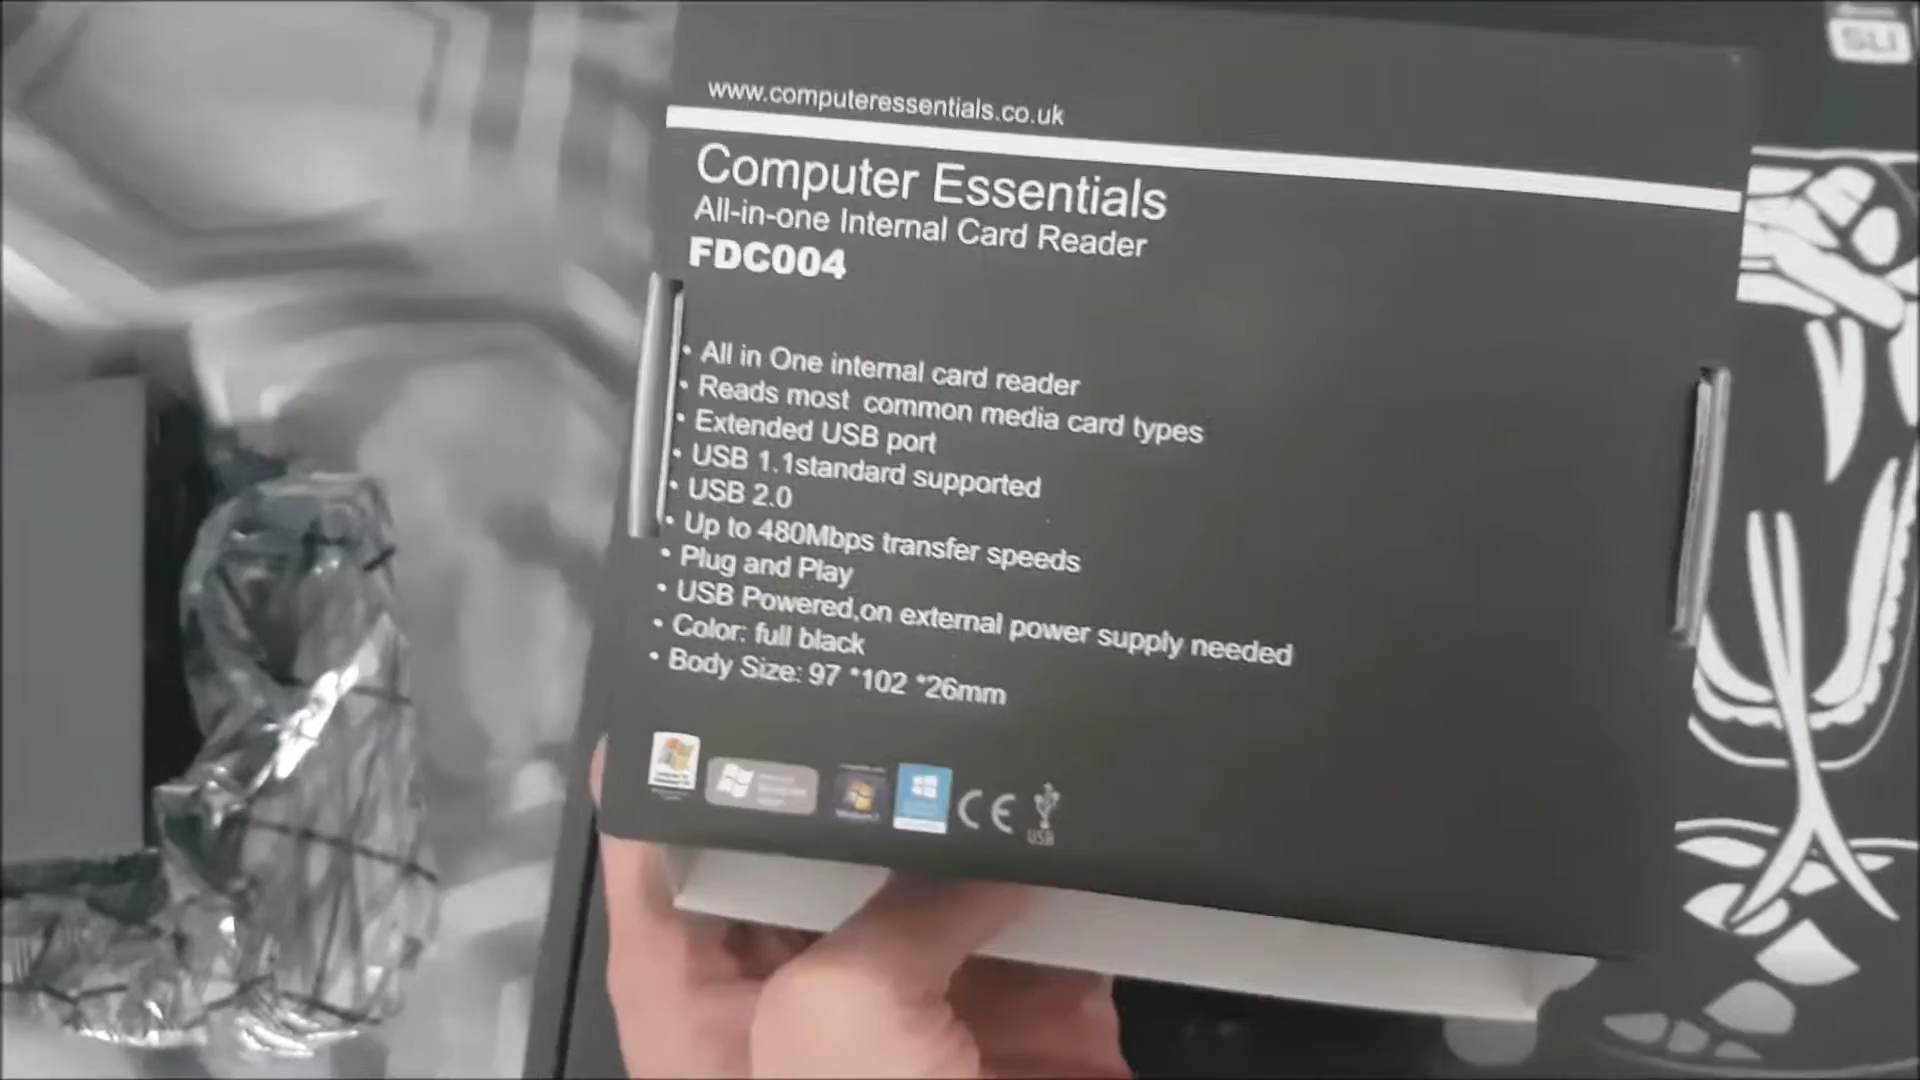 SLI
www.computeressentials.co.uk
Computer Essentials
All-in-one Internal Card Reader
FDC004
• All in One internal card reader
• Reads most common media card types
• Extended USB port
• USB 1.1standard supported
• USB 2.0
• Up to 480Mbps transfer speeds
• Plug and Play
• USB Powered,on external power supply needed
• Color: full black
• Body Size: 97 *102 *26mm
CE
USB